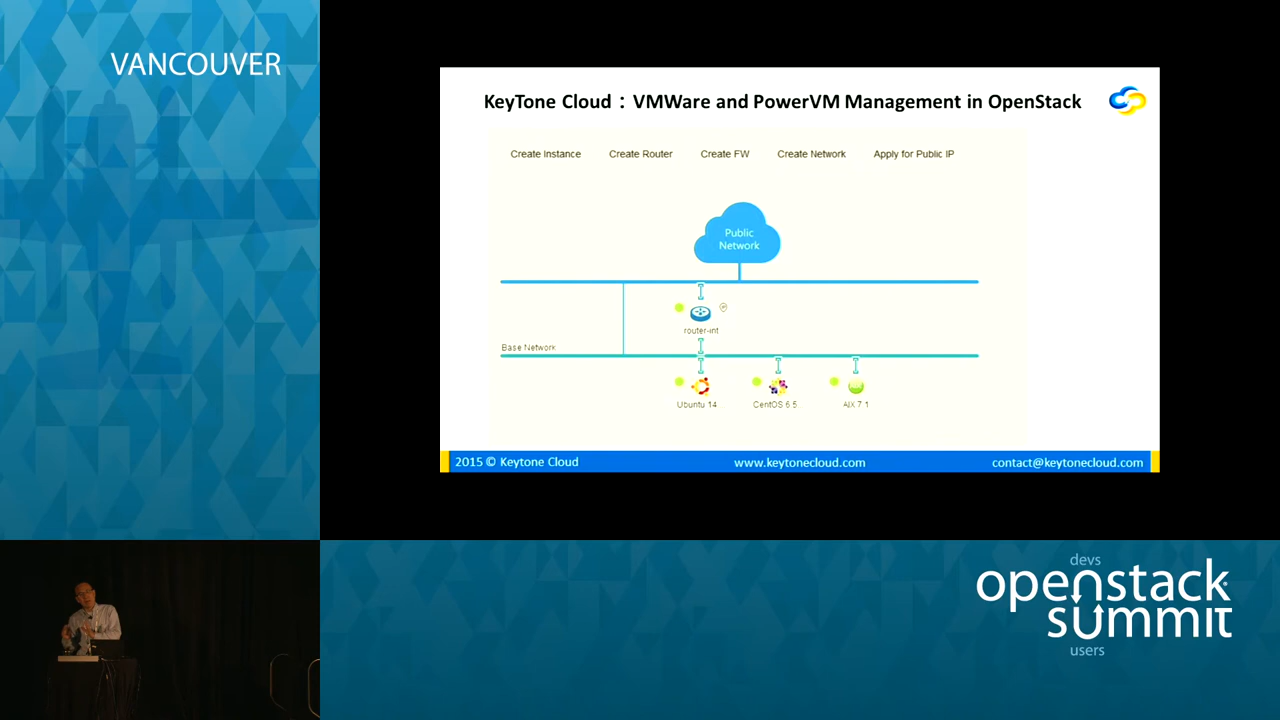 VANCOUVER
KeyTone Cloud：VMWare and PowerVM Management in OpenStack
Create Instance Create Router Create FW Create Network Apply for Public IP
Public
Network
router-int
Base Network
Ubuntu 14
CentOS 6.5..
AIX 7.1
2015 © Keytone Cloud www.keytonecloud.com contact@keytonecloud.com
devs
openstack
summit
users